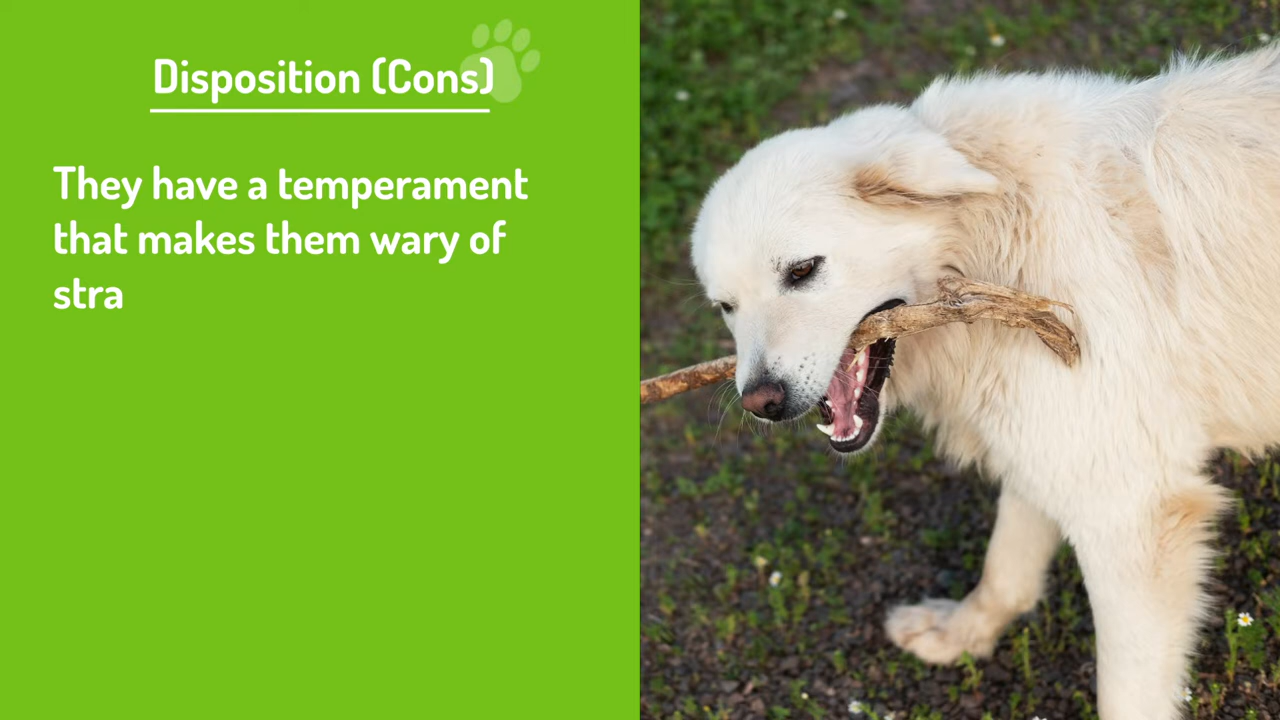 Disposition (Cons)
They have a temperament
that makes them wary of
stra